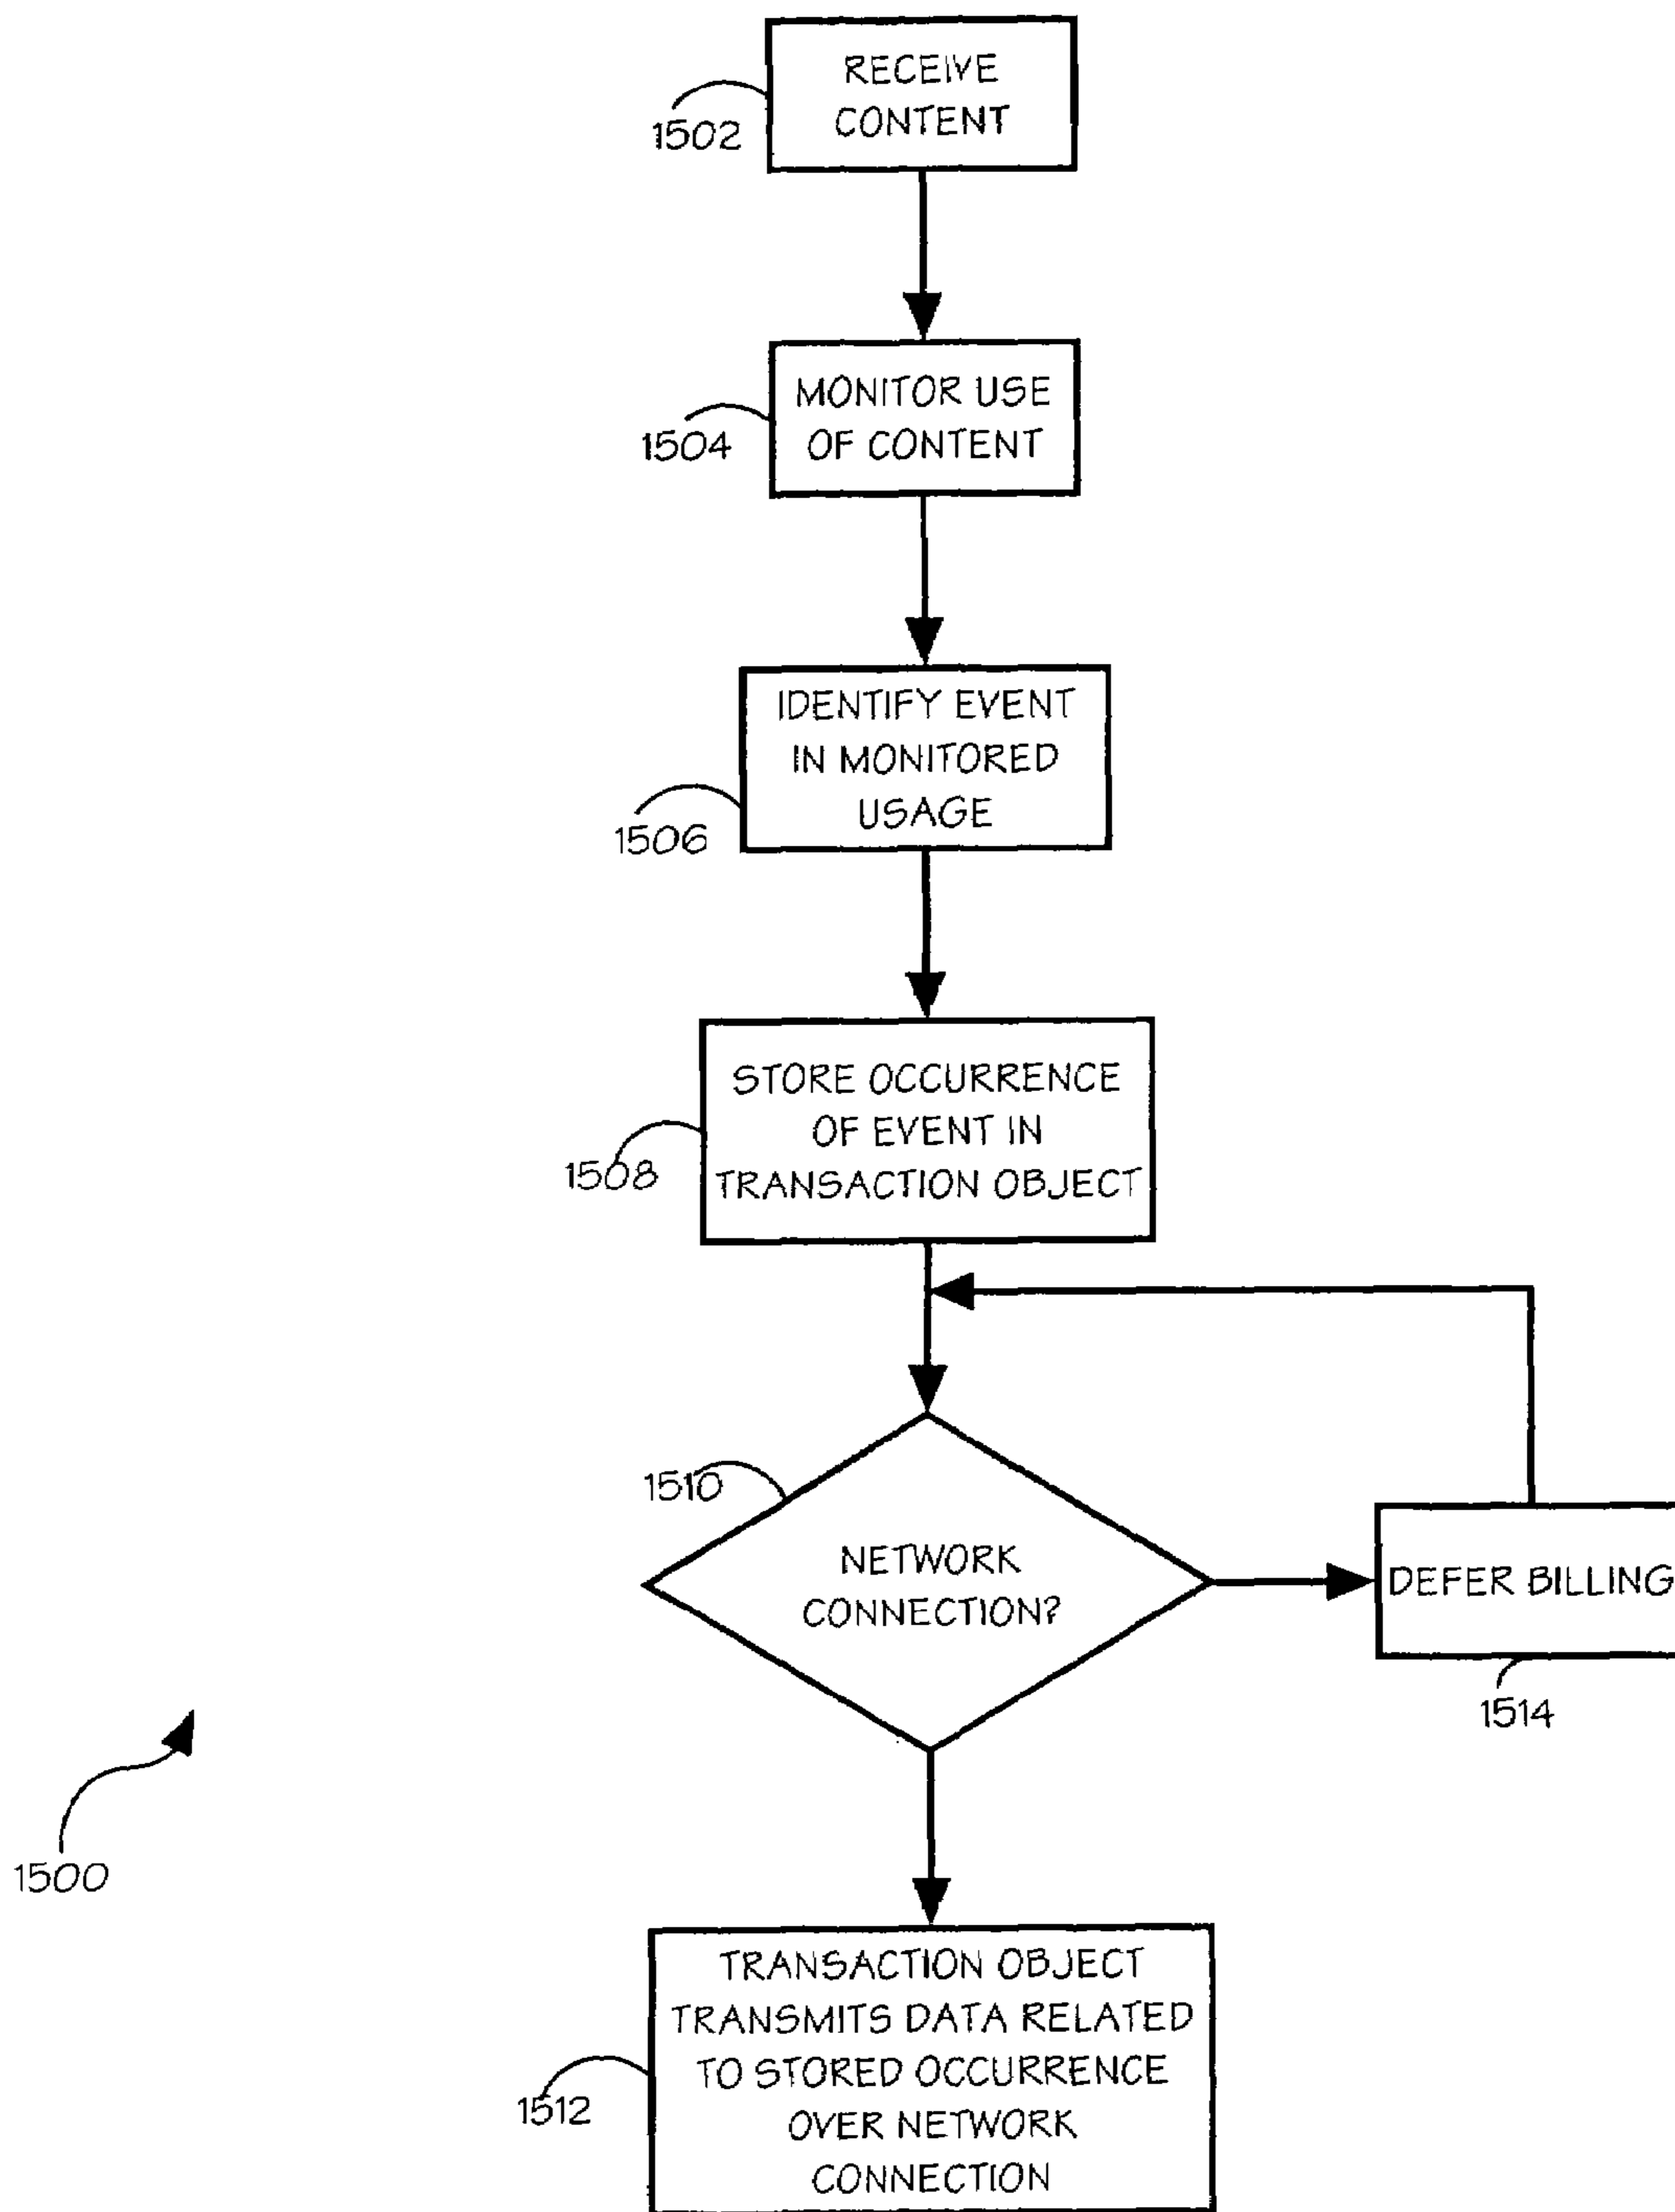 RECEIVE
CONTENT
1502
MONITOR USE
OF CONTENT
1504
IDENTIFY EVENT
IN MONITORED
USAGE
1506
STORE OCCURRENCE
OF EVENT IN
TRANSACTION OBJECT
1508
1510
NETWORK
CONNECTION?
DEFER BILLING
1514
1500
TRANSACTION OBJECT
TRANSMITS DATA RELATED
TO STORED OCCURRENCE
OVER NETWORK
CONNECTION
1512